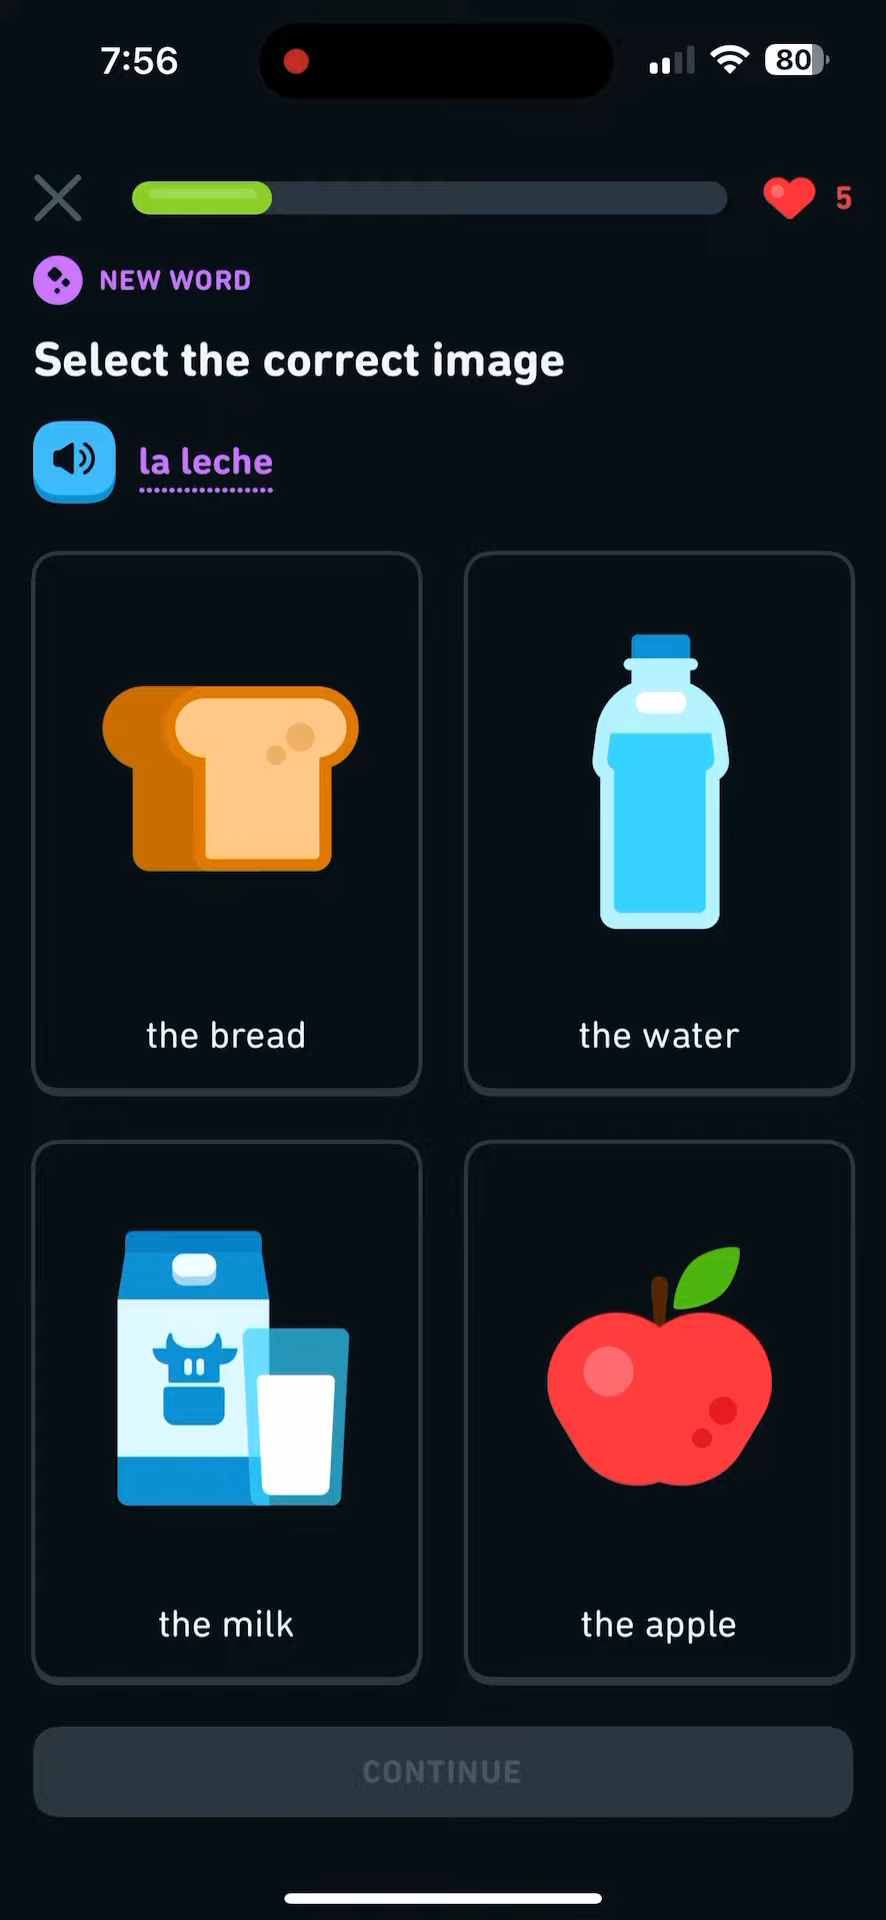 7:56
80
5
NEW WORD
Select the correct image
la leche
the bread
the water
the milk
the apple
CONTINUE